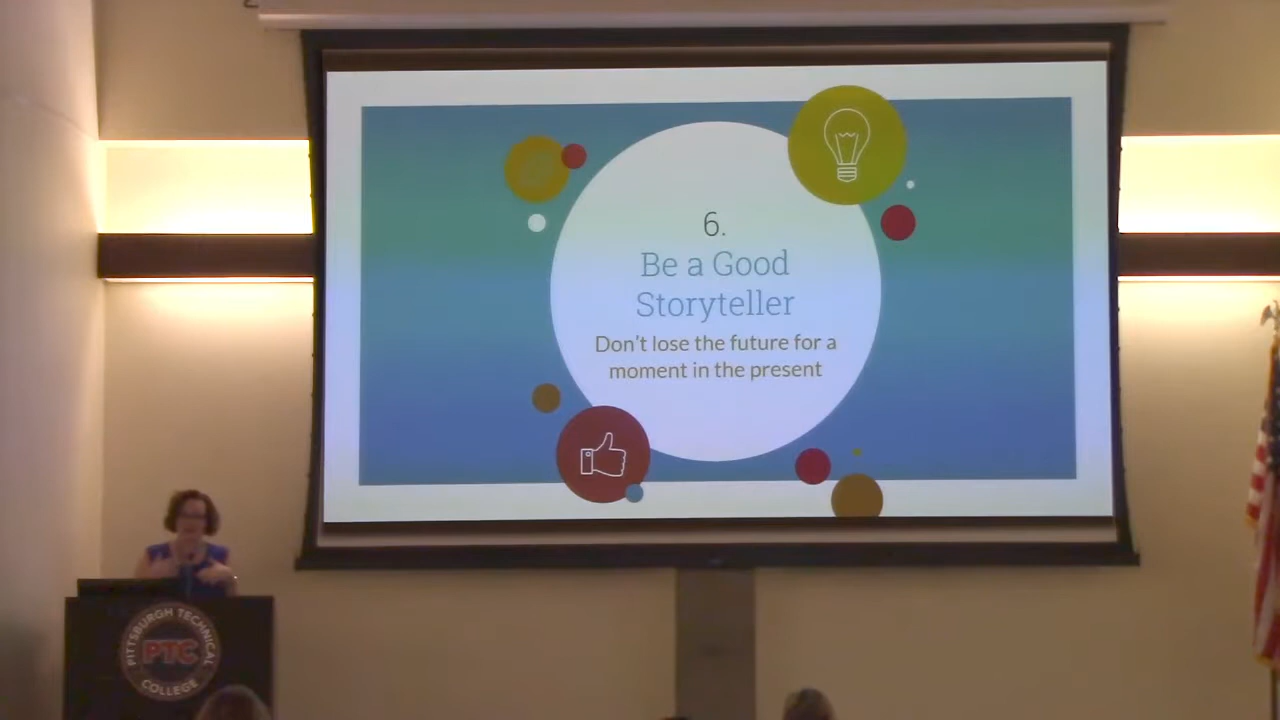 6.
Be a Good
Storyteller
Don't lose the future for a
moment in the present
PITTSBURGH TECHNICAL
PTC
COLLEGE